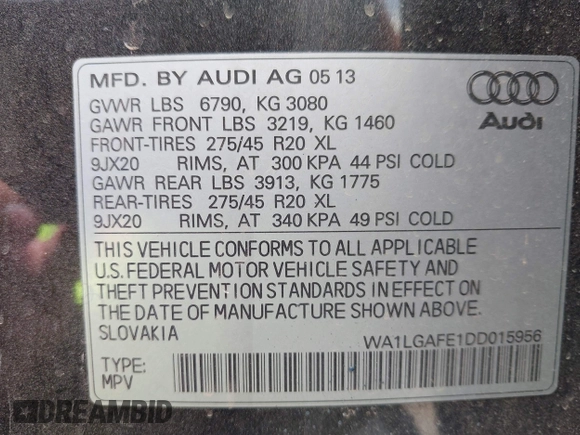 MFD. BY AUDI AG 05 13
GVWR LBS 6790, KG 3080
GAWR FRONT LBS 3219, KG 1460
FRONT-TIRES 275/45 R20 XL
9JX20 RIMS, AT 300 KPA 44 PSI COLD
GAWR REAR LBS 3913, KG 1775
REAR-TIRES 275/45 R20 XL
9JX20 RIMS, AT 340 KPA 49 PSI COLD
THIS VEHICLE CONFORMS TO ALL APPLICABLE
U.S. FEDERAL MOTOR VEHICLE SAFETY AND
THEFT PREVENTION STANDARDS IN EFFECT ON
THE DATE OF MANUFACTURE SHOWN ABOVE.
SLOVAKIA
WA1LGAFE1DD015956
TYPE:
MPV
Audi
DREAMBID